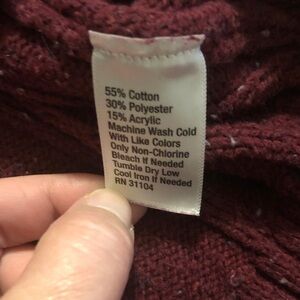 55% Cotton
30% Polyester
15% Acrylic
Machine Wash Cold
With Like Colors
Only Non-Chlorine
Bleach If Needed
Tumble Dry Low
Cool Iron If Needed
RN 31104